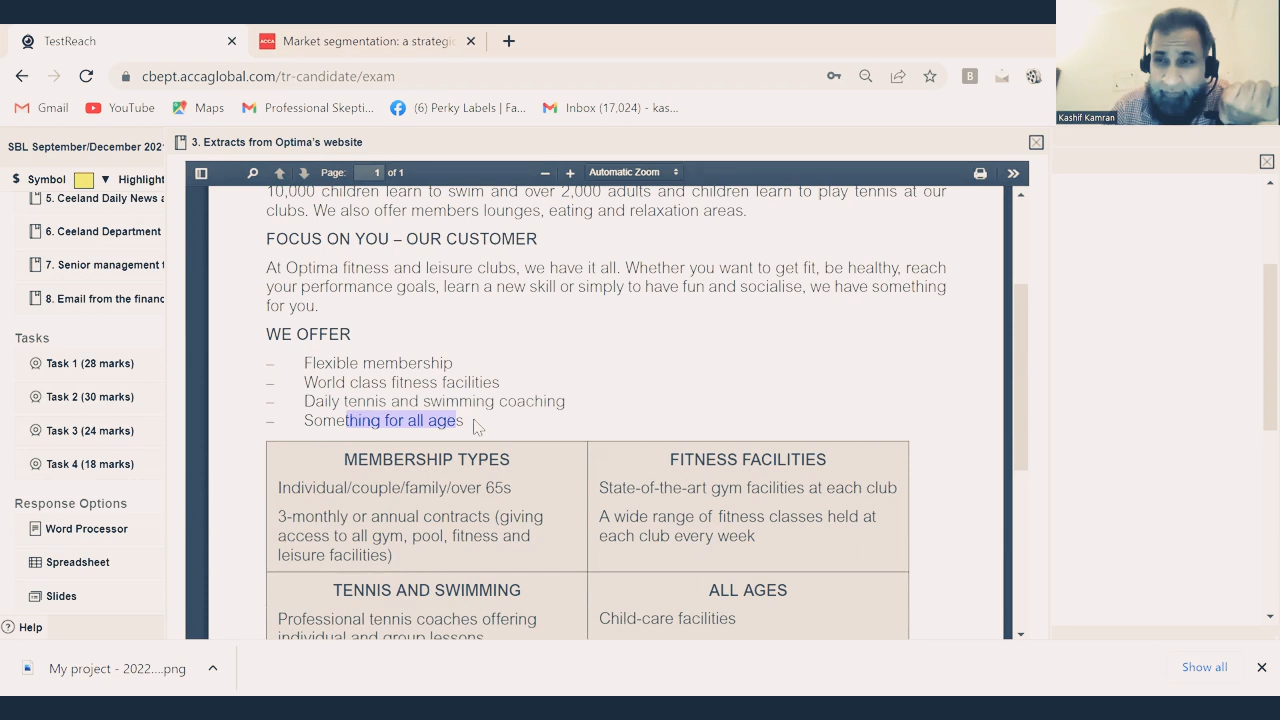 TestReach
ACCA
Market segmentation: a strategic
cbept.accaglobal.com/tr-candidate/exam
B
Gmail
YouTube
Maps
Professional Skepti...
(6) Perky Labels | Fa...
Inbox (17,024) - kas...
Kashif Kamran
SBL September/December 202
3. Extracts from Optima's website
$ Symbol
Highligh
Page: 1 of 1
Automatic Zoom
5. Ceeland Daily News a
6. Ceeland Department
7. Senior management t
8. Email from the financ
Tasks
Task 1 (28 marks)
Task 2 (30 marks)
Task 3 (24 marks)
Task 4 (18 marks)
Response Options
Word Processor
Spreadsheet
Slides
Help
10,000 children learn to swim and over 2,000 adults and children learn to play tennis at our
clubs. We also offer members lounges, eating and relaxation areas.
FOCUS ON YOU – OUR CUSTOMER
At Optima fitness and leisure clubs, we have it all. Whether you want to get fit, be healthy, reach
your performance goals, learn a new skill or simply to have fun and socialise, we have something
for you.
WE OFFER
– Flexible membership
– World class fitness facilities
– Daily tennis and swimming coaching
– Something for all ages
MEMBERSHIP TYPES
Individual/couple/family/over 65s
3-monthly or annual contracts (giving
access to all gym, pool, fitness and
leisure facilities)
FITNESS FACILITIES
State-of-the-art gym facilities at each club
A wide range of fitness classes held at
each club every week
TENNIS AND SWIMMING
Professional tennis coaches offering
individual and group lessons
ALL AGES
Child-care facilities
My project - 2022....png
Show all